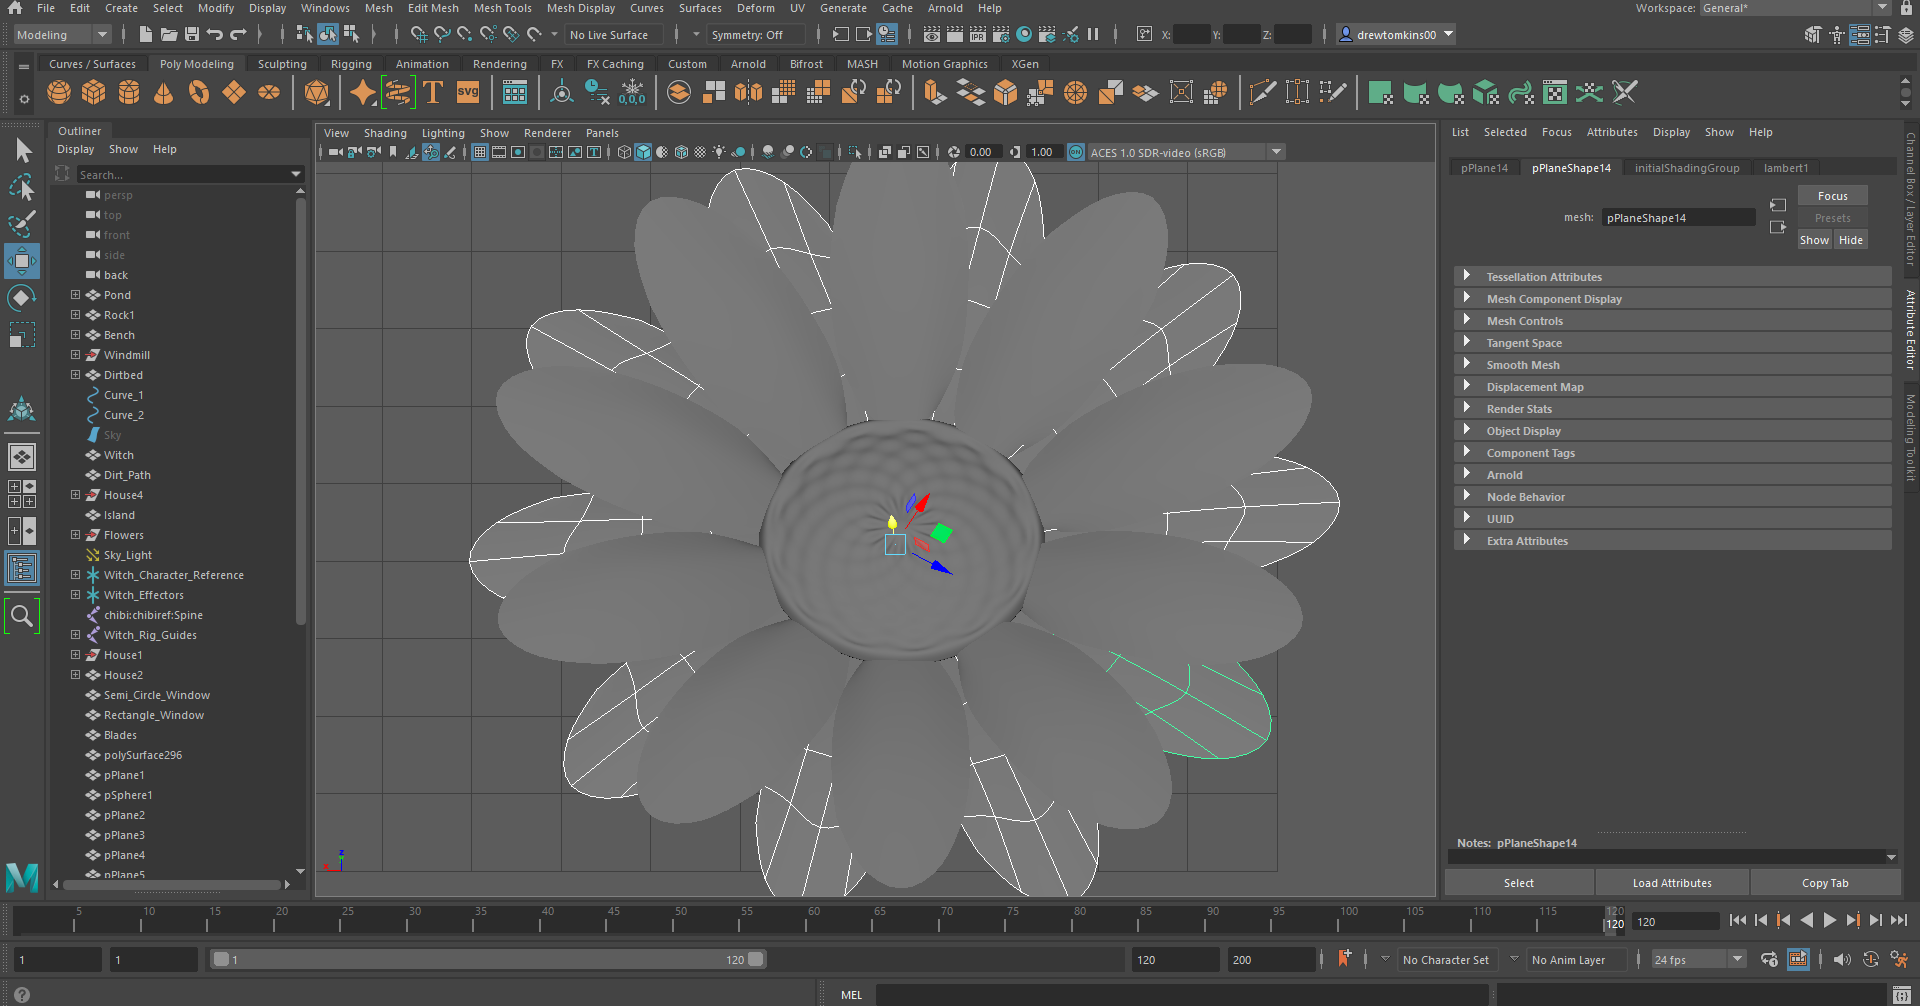 File Edit Create Select Modify Display Windows Mesh Edit Mesh Mesh Tools Mesh Display Curves Surfaces Deform UV Generate Cache Arnold Help Workspace: General*
Modeling No Live Surface Symmetry: Off X: Y: Z: drewtomkins00
Curves / Surfaces Poly Modeling Sculpting Rigging Animation Rendering FX FX Caching Custom Arnold Bifrost MASH Motion Graphics XGen
T SVG 0,0,0
Outliner
Display Show Help
Search...
persp
top
front
side
back
Pond
Rock1
Bench
Windmill
Dirtbed
Curve_1
Curve_2
Sky
Witch
Dirt_Path
House4
Island
Flowers
Sky_Light
Witch_Character_Reference
Witch_Effectors
chibi:chibiref:Spine
Witch_Rig_Guides
House1
House2
Semi_Circle_Window
Rectangle_Window
Blades
polySurface296
pPlane1
pSphere1
pPlane2
pPlane3
pPlane4
pPlane5
View Shading Lighting Show Renderer Panels
0.00 1.00 ACES 1.0 SDR-video (sRGB)
List Selected Focus Attributes Display Show Help
pPlane14 pPlaneShape14 initialShadingGroup lambert1
mesh: pPlaneShape14
Focus
Presets
Show Hide
Tessellation Attributes
Mesh Component Display
Mesh Controls
Tangent Space
Smooth Mesh
Displacement Map
Render Stats
Object Display
Component Tags
Arnold
Node Behavior
UUID
Extra Attributes
Notes: pPlaneShape14
Select Load Attributes Copy Tab
Channel Box / Layer Editor
Attribute Editor
Modeling Toolkit
5 10 15 20 25 30 35 40 45 50 55 60 65 70 75 80 85 90 95 100 105 110 115 120
120 120
1 1 1 120 120 200 No Character Set No Anim Layer 24 fps
MEL